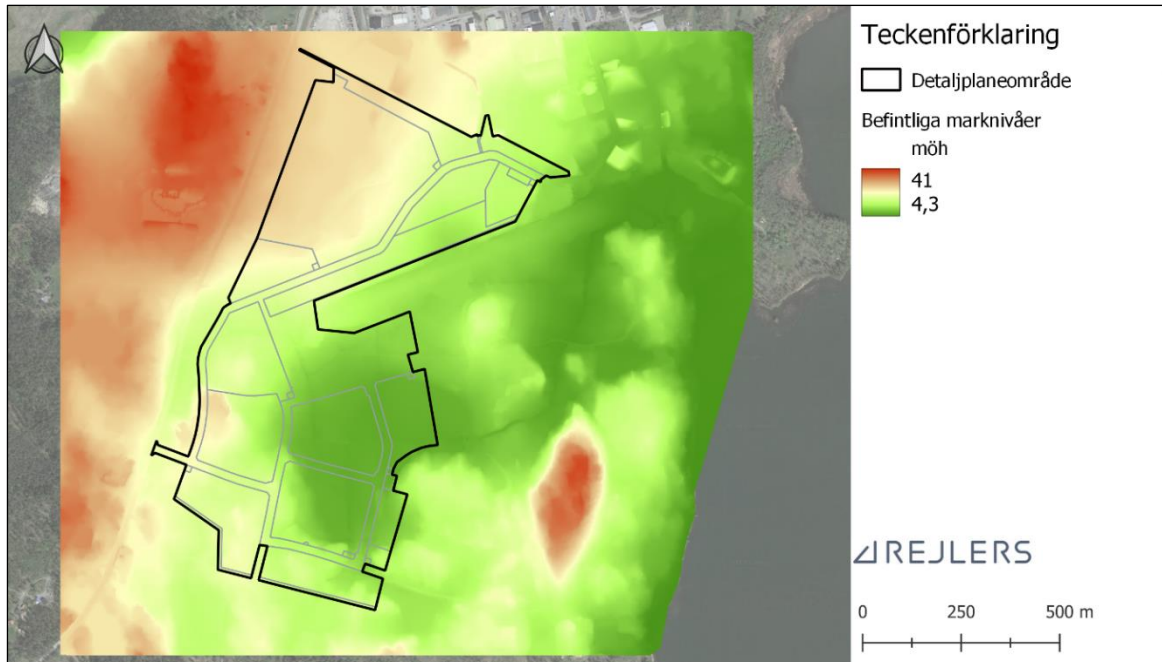 Teckenförklaring
Detaljplaneområde
Befintliga marknivåer
möh
41
4,3
REJLERS
0 250 500 m